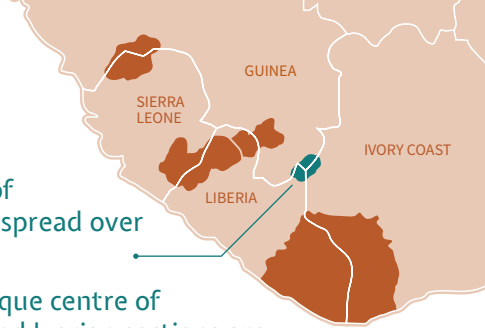 GUINEA
SIERRA
LEONE
IVORY COAST
LIBERIA
of
spread over
que centre of